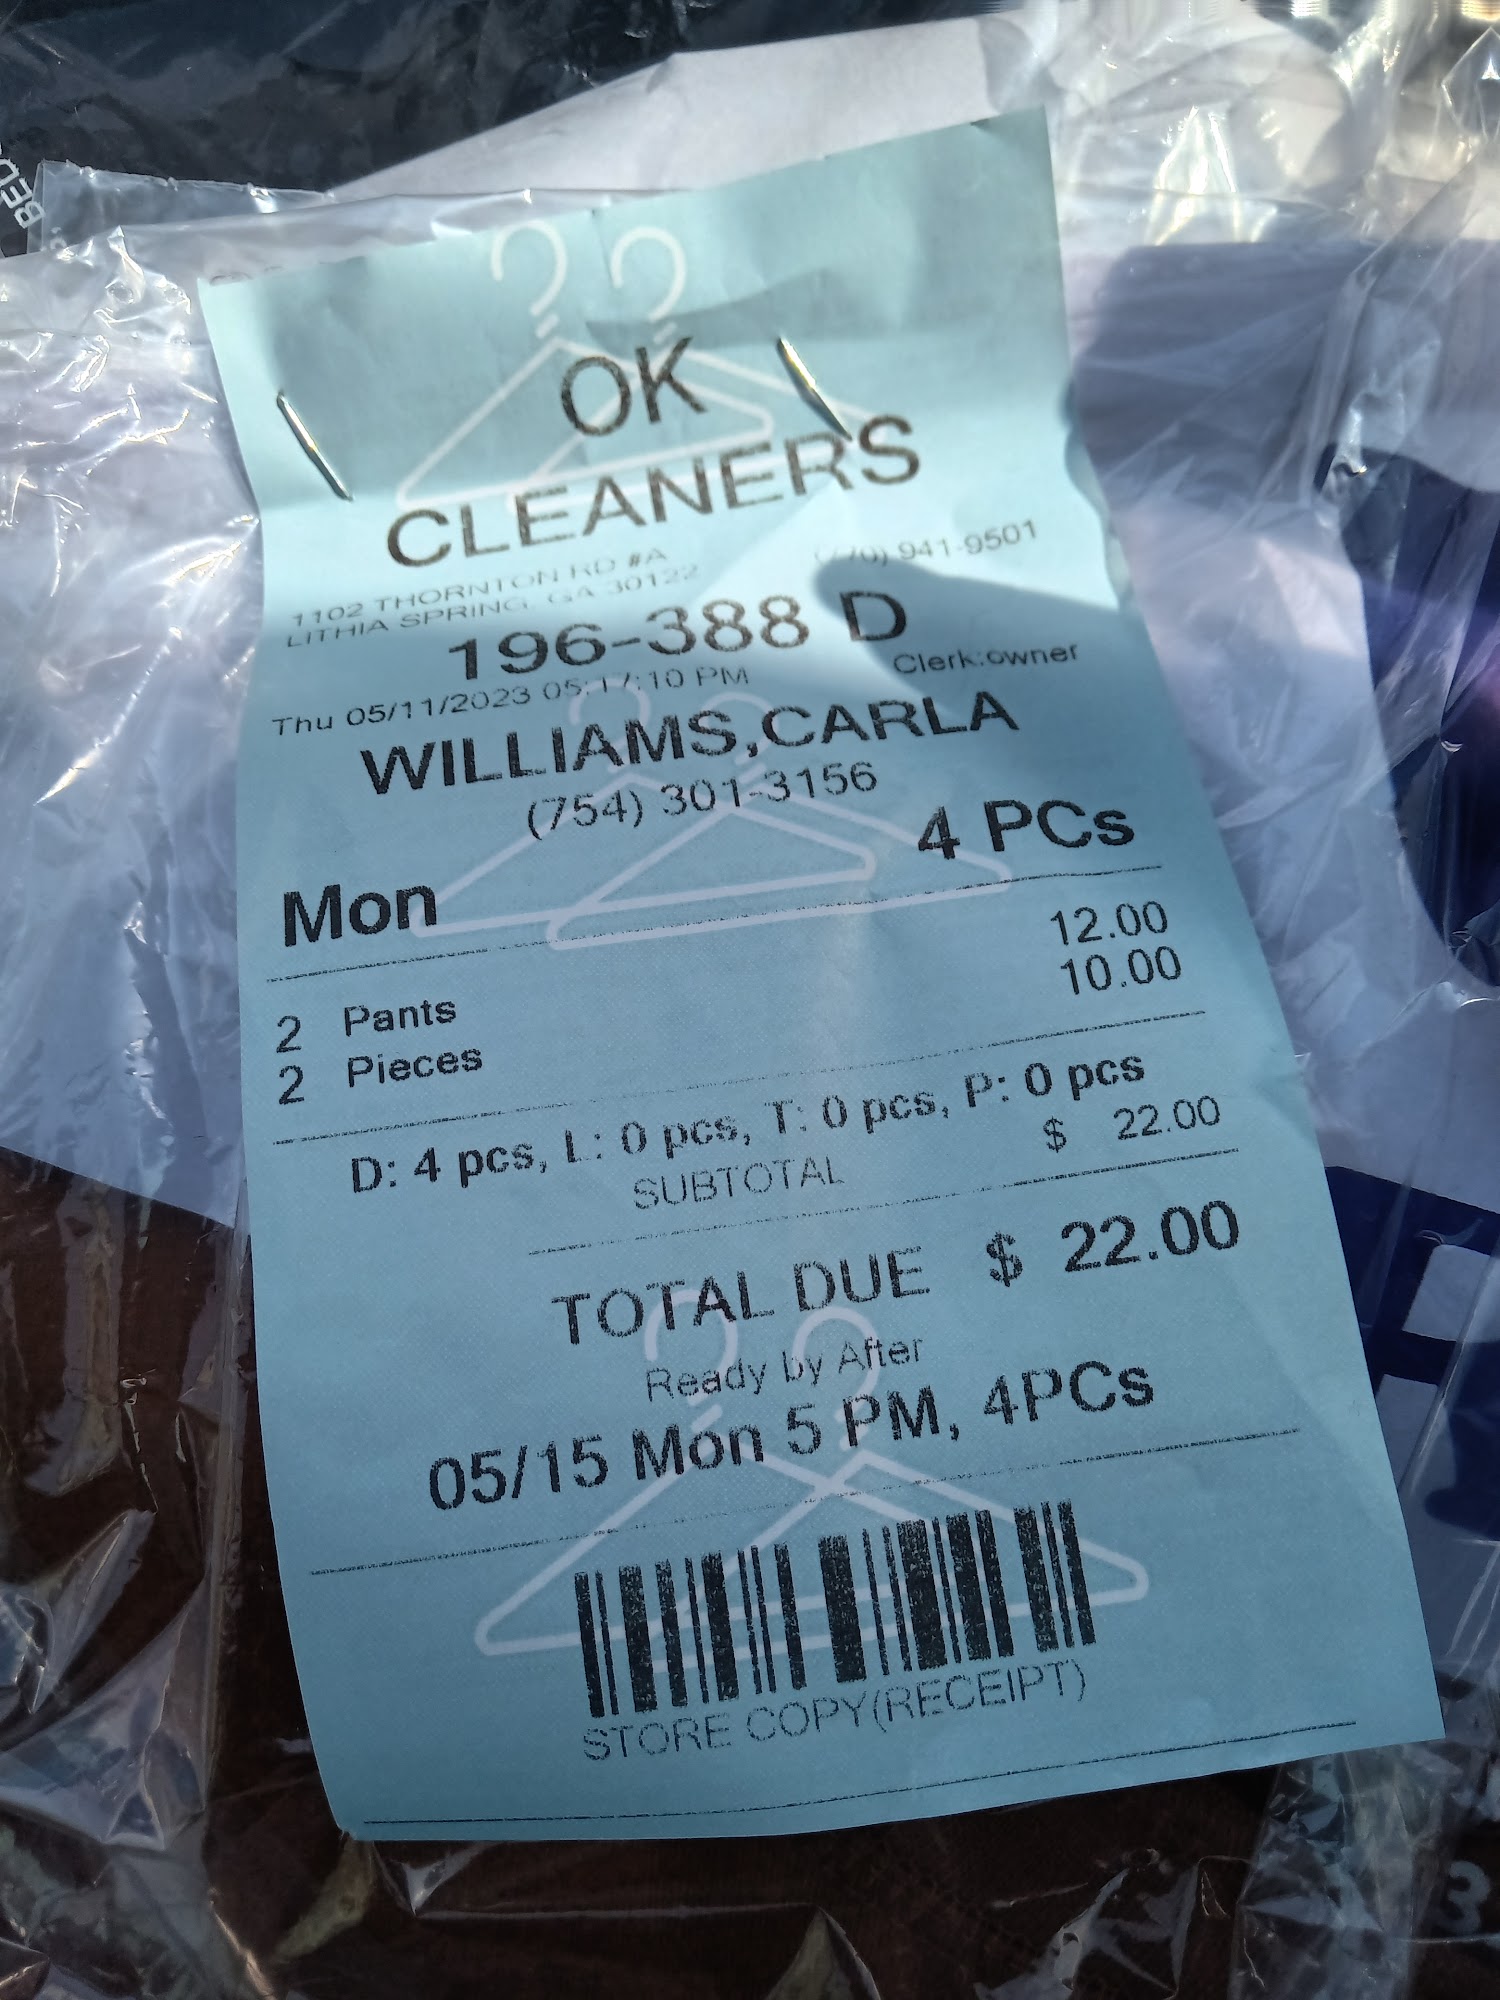 OK
CLEANERS
1102 THORNTON RD #A
LITHIA SPRING, GA 30122
(770) 941-9501
196-388 D
Thu 05/11/2023 05:17:10 PM
Clerk:owner
WILLIAMS,CARLA
(754) 301-3156
Mon 4 PCs
2 Pants 12.00
2 Pieces 10.00
D: 4 pcs, L: 0 pcs, T: 0 pcs, P: 0 pcs
SUBTOTAL $ 22.00
TOTAL DUE $ 22.00
Ready by After
05/15 Mon 5 PM, 4PCs
STORE COPY(RECEIPT)
3